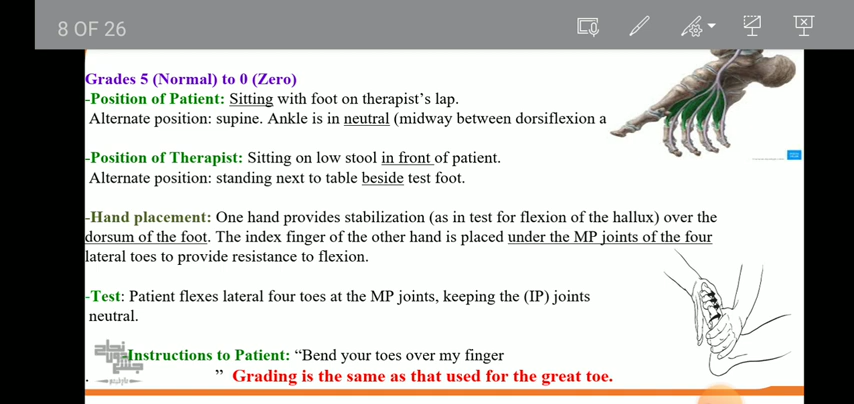 8 OF 26
Grades 5 (Normal) to 0 (Zero)
-Position of Patient: Sitting with foot on therapist's lap.
Alternate position: supine. Ankle is in neutral (midway between dorsiflexion a
-Position of Therapist: Sitting on low stool in front of patient.
Alternate position: standing next to table beside test foot.
-Hand placement: One hand provides stabilization (as in test for flexion of the hallux) over the
dorsum of the foot. The index finger of the other hand is placed under the MP joints of the four
lateral toes to provide resistance to flexion.
-Test: Patient flexes lateral four toes at the MP joints, keeping the (IP) joints
neutral.
-Instructions to Patient: “Bend your toes over my finger
. ” Grading is the same as that used for the great toe.